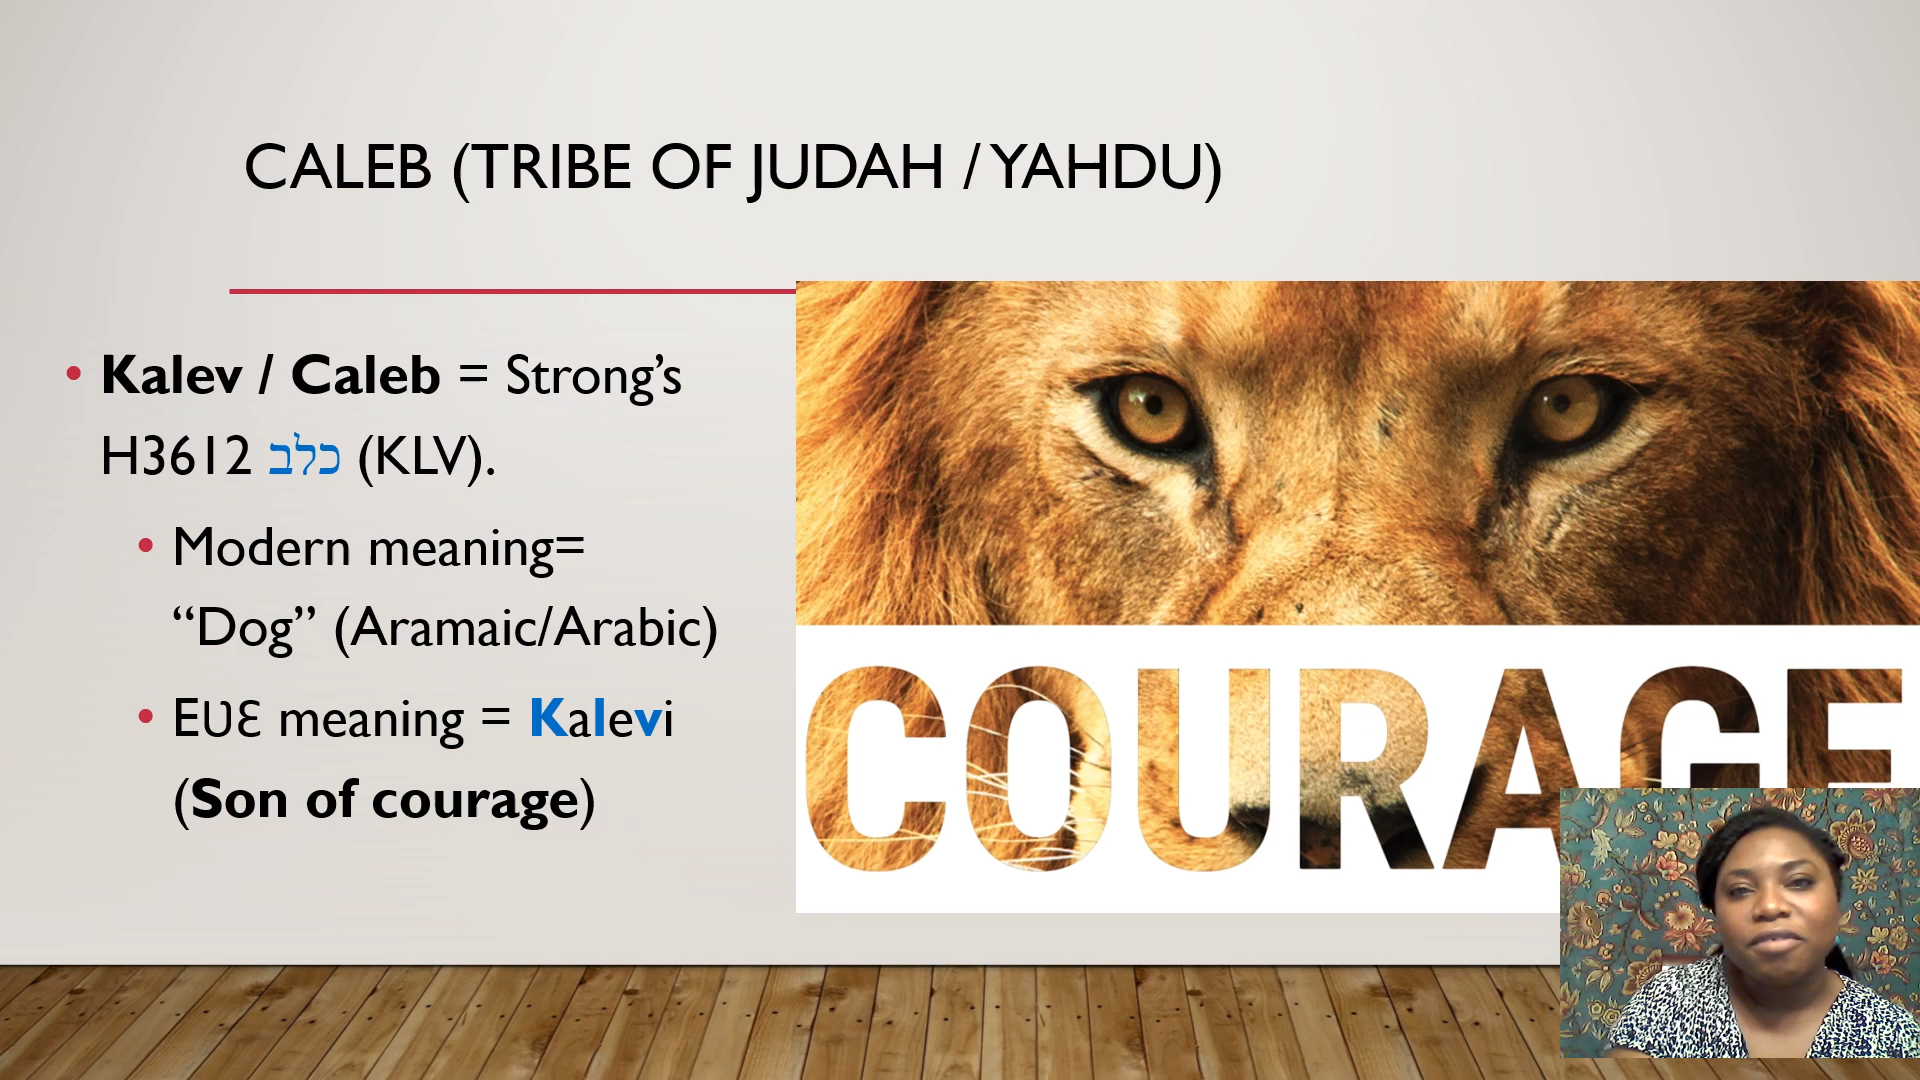 CALEB (TRIBE OF JUDAH / YAHDU)
• Kalev / Caleb = Strong’s
H3612 כלב (KLV).
• Modern meaning=
“Dog” (Aramaic/Arabic)
• EƲƐ meaning = Kalevi
(Son of courage)
COURAGE